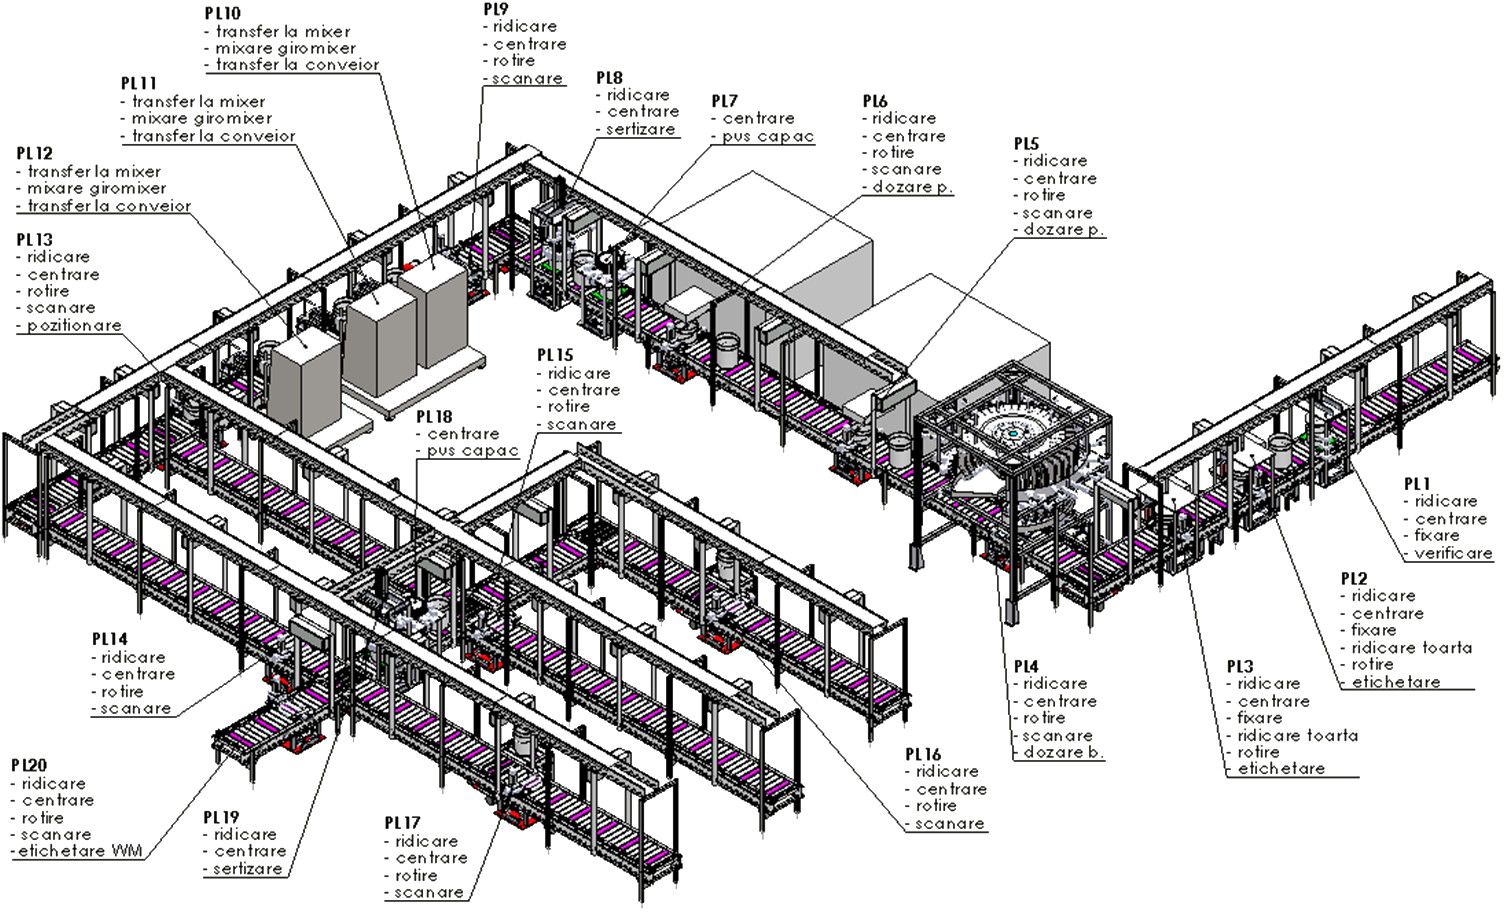 PL10
- transfer la mixer
- mixare giromixer
- transfer la conveior
PL9
- ridicare
- centrare
- rotire
- scanare
PL8
- ridicare
- centrare
- sertizare
PL7
- centrare
- pus capac
PL6
- ridicare
- centrare
- rotire
- scanare
- dozare p.
PL5
- ridicare
- centrare
- rotire
- scanare
- dozare p.
PL11
- transfer la mixer
- mixare giromixer
- transfer la conveior
PL12
- transfer la mixer
- mixare giromixer
- transfer la conveior
PL13
- ridicare
- centrare
- rotire
- scanare
- pozitionare
PL15
- ridicare
- centrare
- rotire
- scanare
PL18
- centrare
- pus capac
PL1
- ridicare
- centrare
- fixare
- verificare
PL2
- ridicare
- centrare
- fixare
- ridicare toarta
- rotire
- etichetare
PL3
- ridicare
- centrare
- fixare
- ridicare toarta
- rotire
- etichetare
PL4
- ridicare
- centrare
- rotire
- scanare
- dozare b.
PL14
- ridicare
- centrare
- rotire
- scanare
PL16
- ridicare
- centrare
- rotire
- scanare
PL20
- ridicare
- centrare
- rotire
- scanare
- etichetare WM
PL19
- ridicare
- centrare
- sertizare
PL17
- ridicare
- centrare
- rotire
- scanare